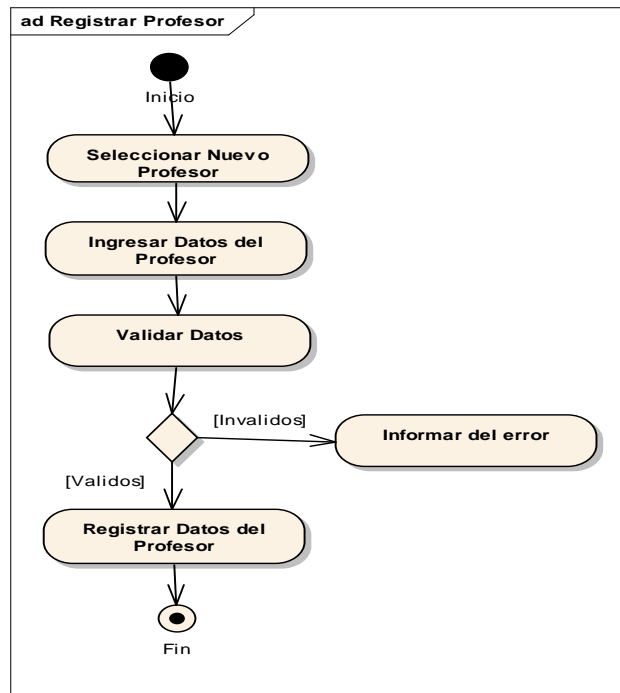 ad Registrar Profesor
Inicio
Seleccionar Nuevo
Profesor
Ingresar Datos del
Profesor
Validar Datos
[Invalidos]
Informar del error
[Validos]
Registrar Datos del
Profesor
Fin